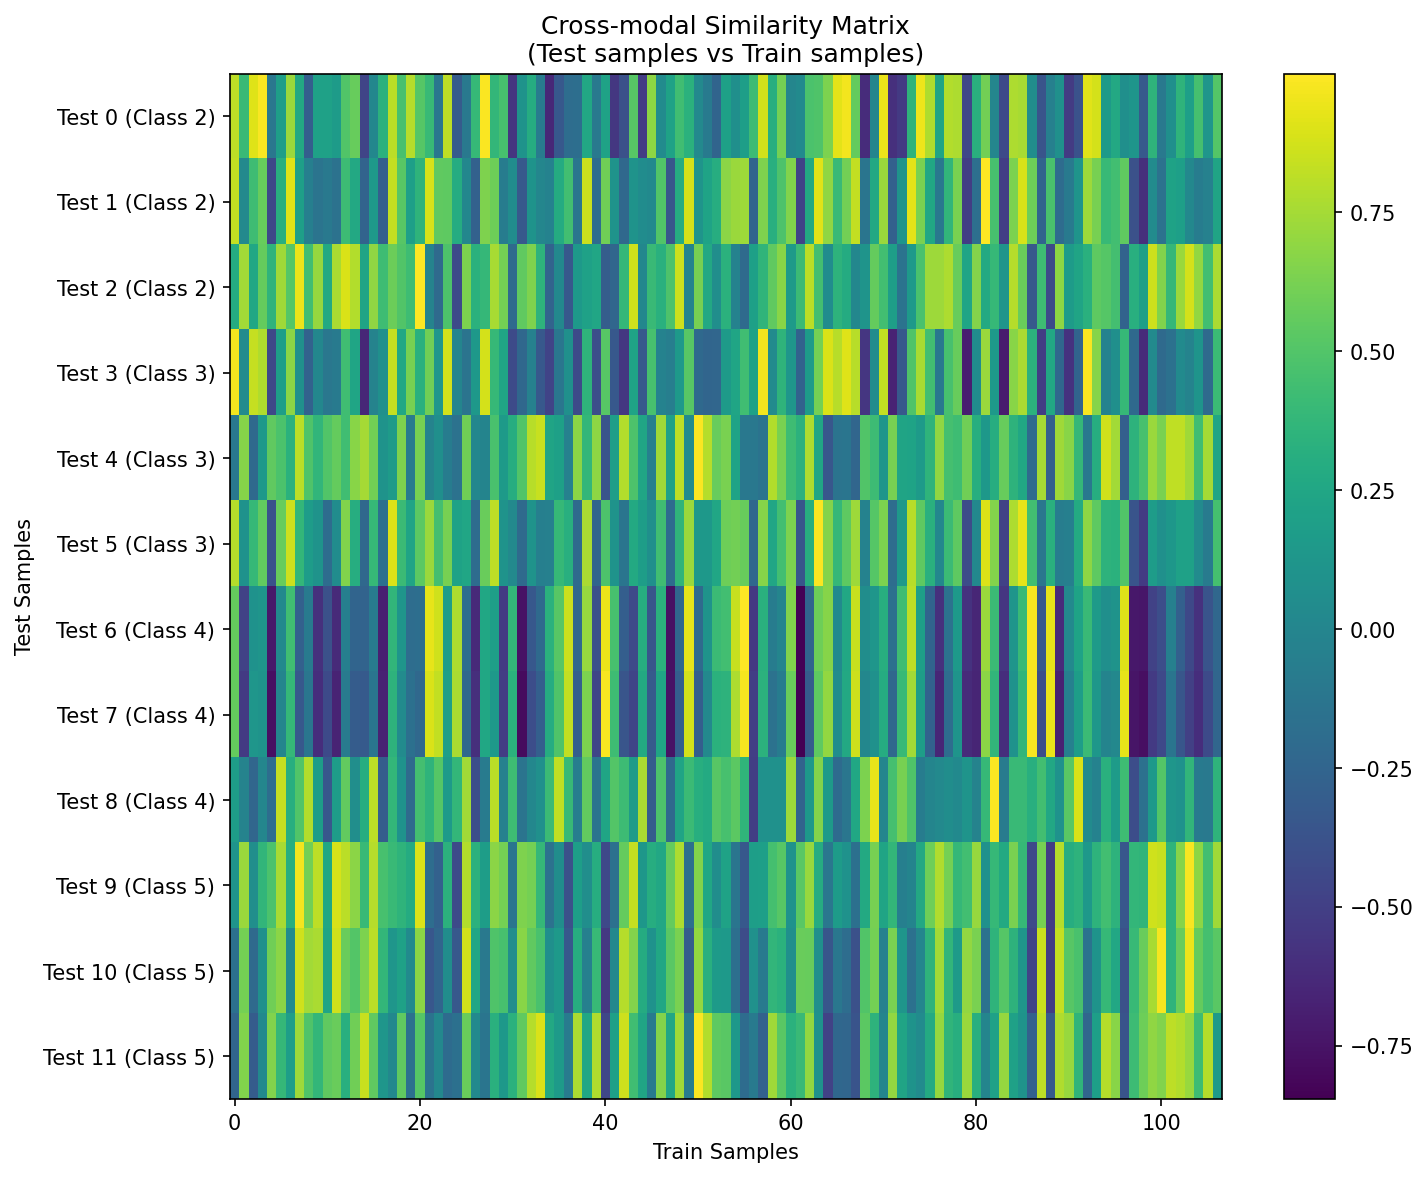 Cross-modal Similarity Matrix
(Test samples vs Train samples)
Test 0 (Class 2)
Test 1 (Class 2)
Test 2 (Class 2)
Test 3 (Class 3)
Test 4 (Class 3)
Test 5 (Class 3)
Test 6 (Class 4)
Test 7 (Class 4)
Test 8 (Class 4)
Test 9 (Class 5)
Test 10 (Class 5)
Test 11 (Class 5)
Test Samples
0 20 40 60 80 100
Train Samples
0.75
0.50
0.25
0.00
−0.25
−0.50
−0.75